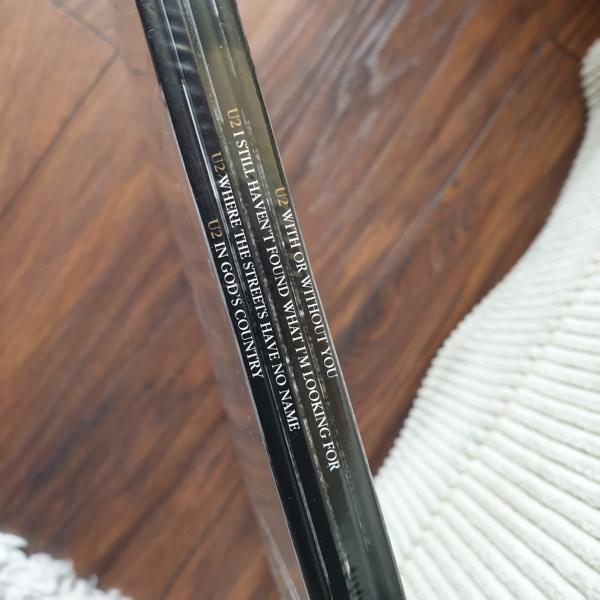 U2 WITH OR WITHOUT YOU
U2 I STILL HAVEN'T FOUND WHAT I'M LOOKING FOR
U2 WHERE THE STREETS HAVE NO NAME
U2 IN GOD'S COUNTRY